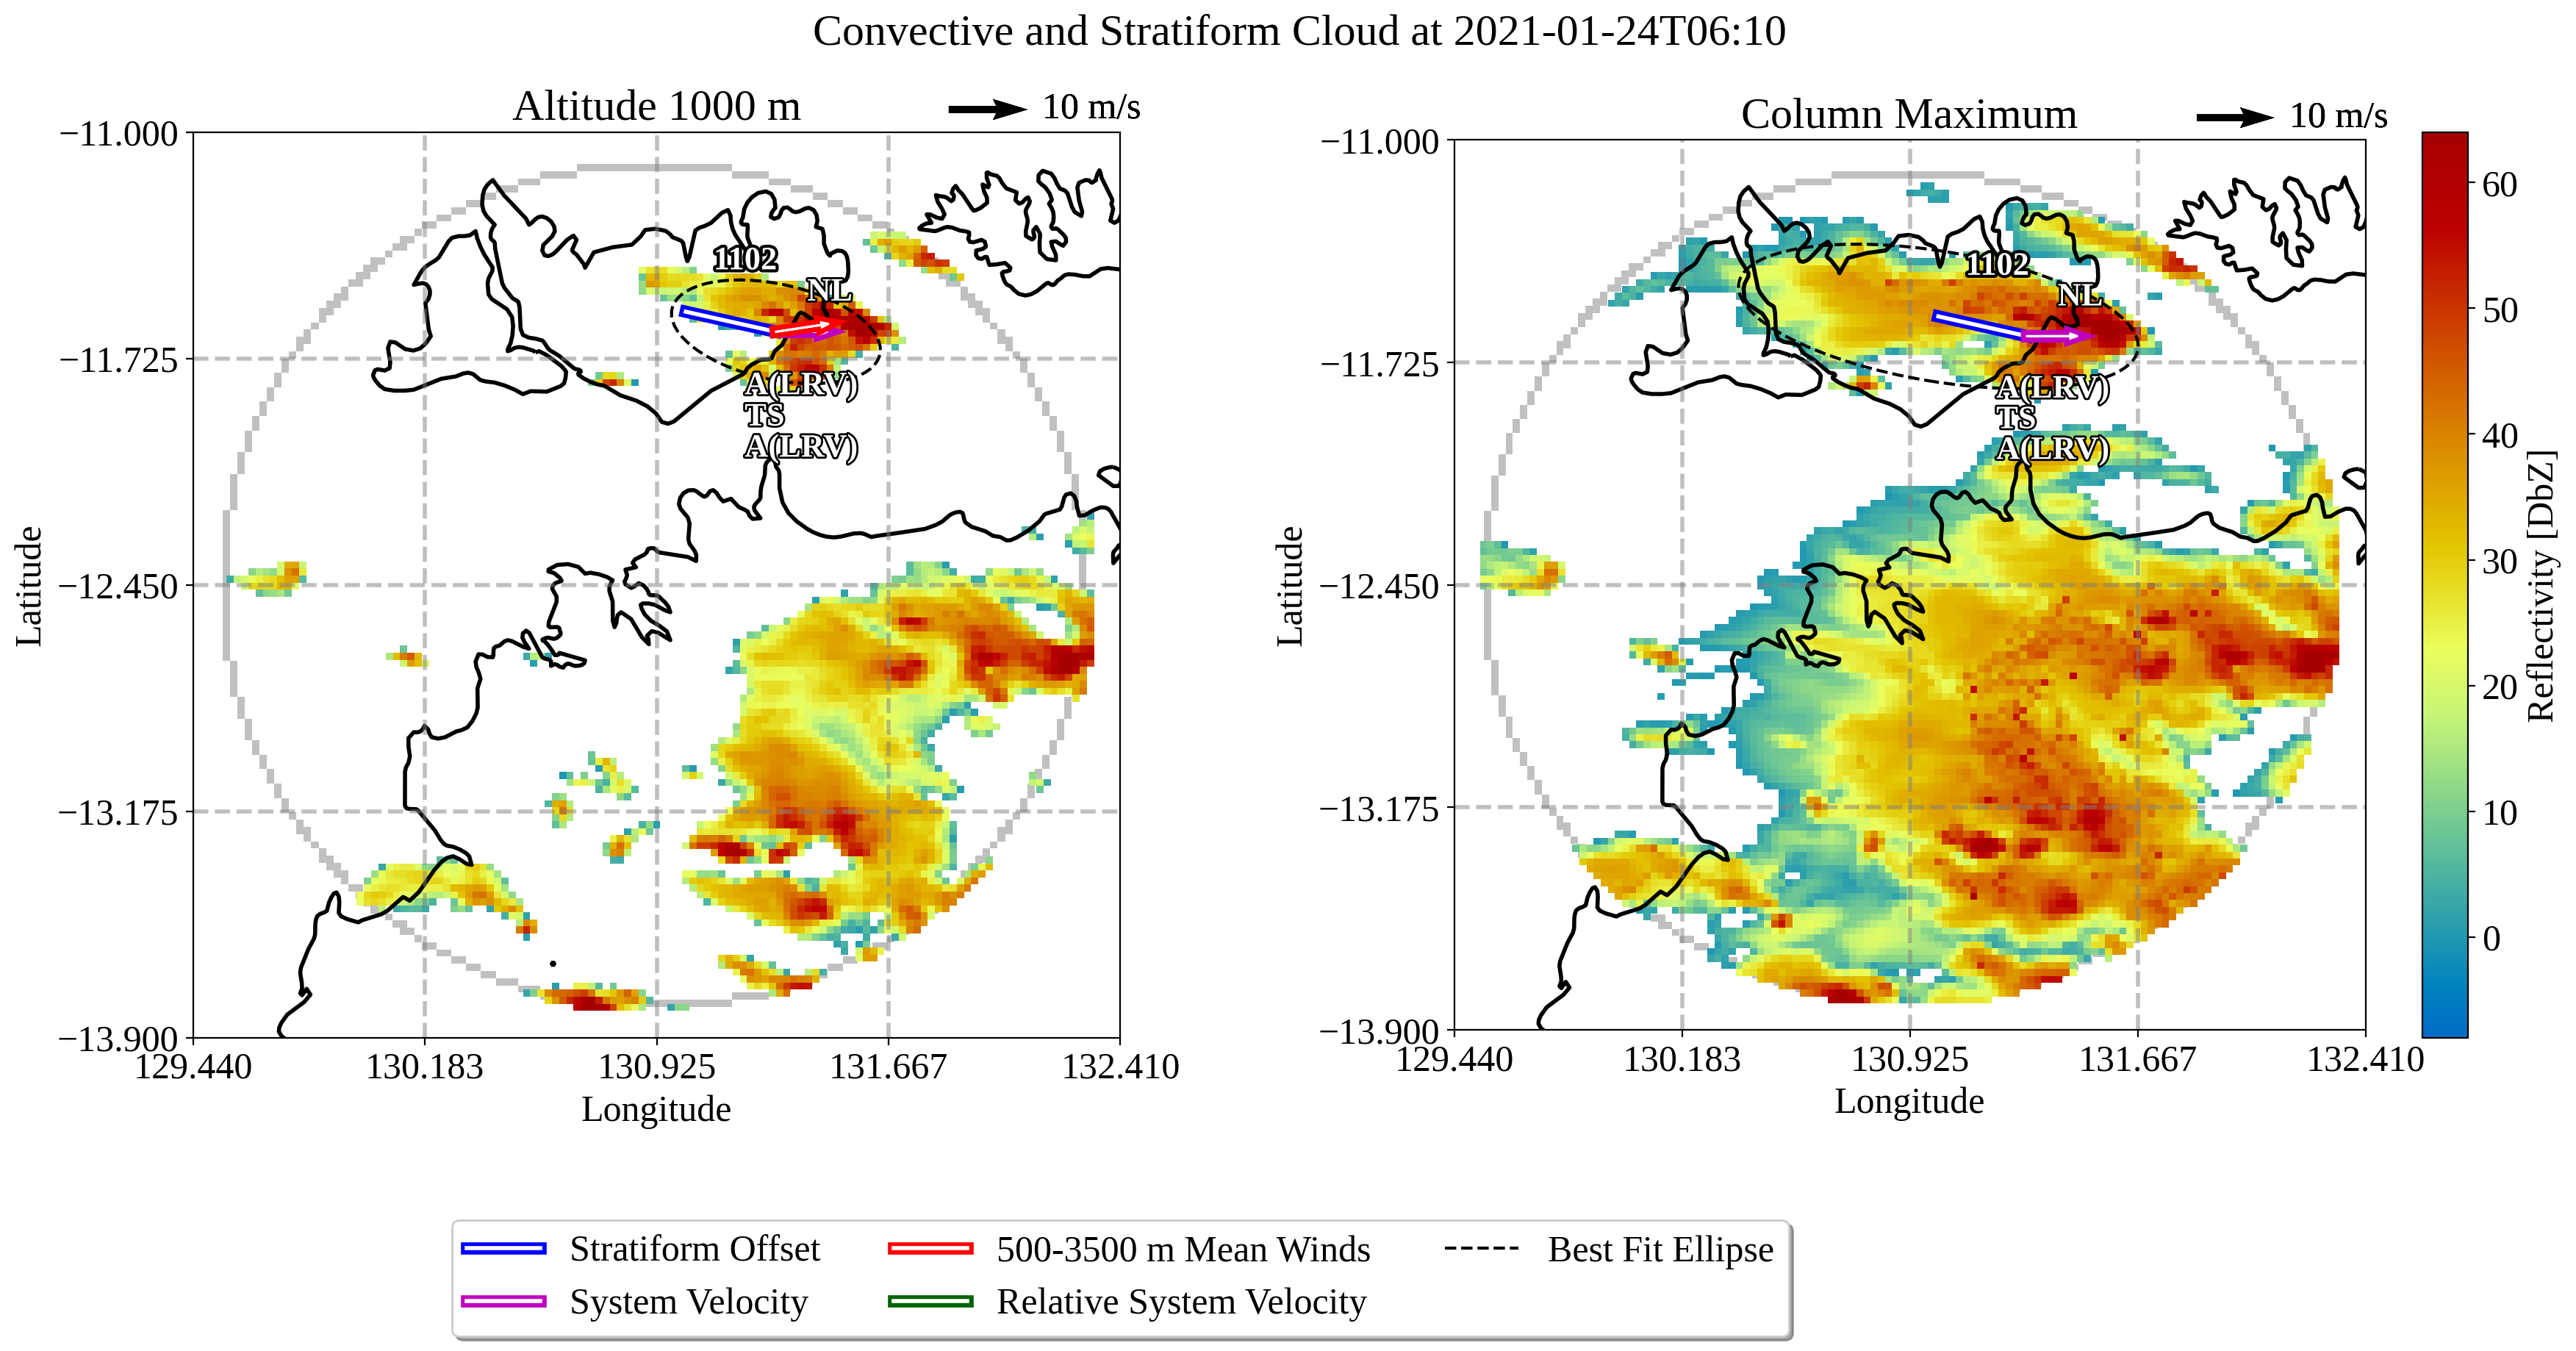 Convective and Stratiform Cloud at 2021-01-24T06:10
Altitude 1000 m
10 m/s
−11.000
−11.725
−12.450
−13.175
−13.900
Latitude
129.440
130.183
130.925
131.667
132.410
Longitude
1102
NL
A(LRV)
TS
A(LRV)
Column Maximum
10 m/s
−11.000
−11.725
−12.450
−13.175
−13.900
Latitude
129.440
130.183
130.925
131.667
132.410
Longitude
1102
NL
A(LRV)
TS
A(LRV)
60
50
40
30
20
10
0
Reflectivity [DbZ]
Stratiform Offset
System Velocity
500-3500 m Mean Winds
Relative System Velocity
Best Fit Ellipse